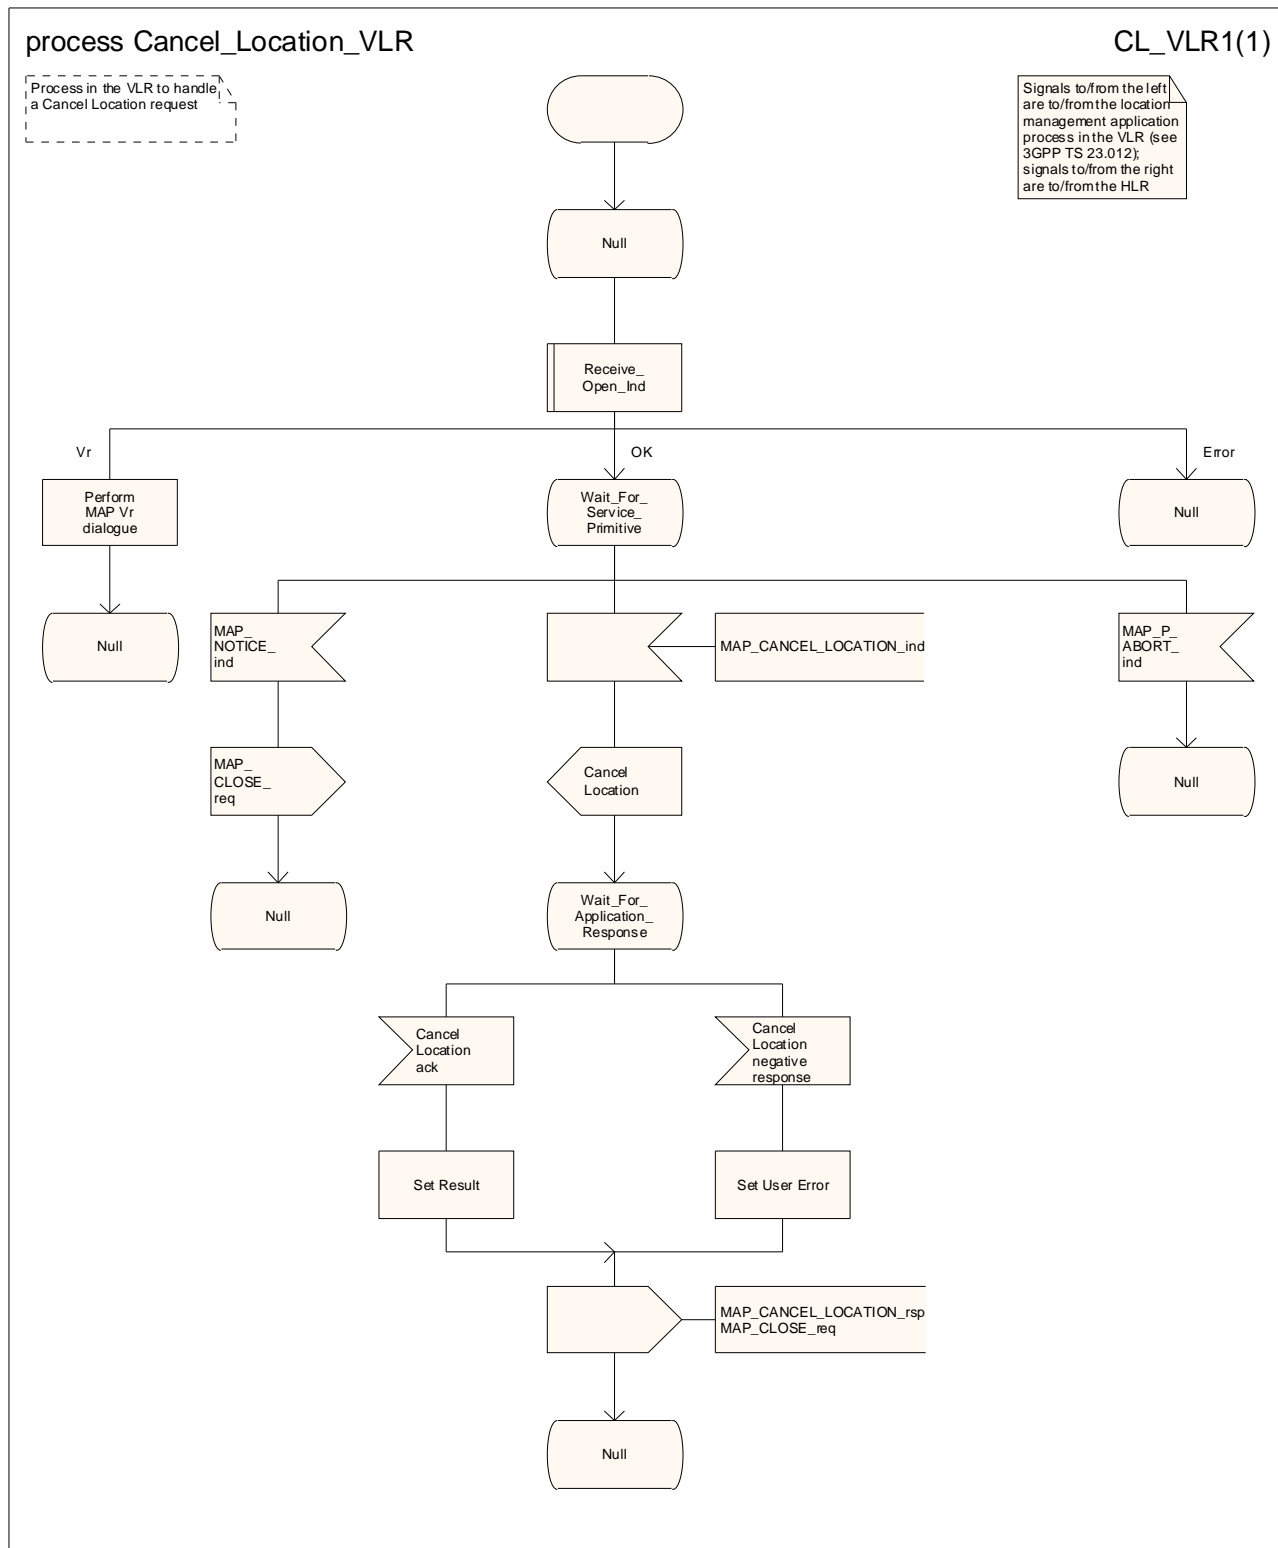 process Cancel_Location_VLR
CL_VLR1(1)
Process in the VLR to handle
a Cancel Location request
Signals to/from the left
are to/from the location
management application
process in the VLR (see
3GPP TS 23.012);
signals to/from the right
are to/from the HLR
Null
Receive_
Open_Ind
Vr
OK
Error
Perform
MAP Vr
dialogue
Wait_For_
Service_
Primitive
Null
Null
MAP_
NOTICE_
ind
MAP_CANCEL_LOCATION_ind
MAP_P_
ABORT_
ind
MAP_
CLOSE_
req
Cancel
Location
Null
Null
Wait_For_
Application_
Response
Cancel
Location
ack
Cancel
Location
negative
response
Set Result
Set User Error
MAP_CANCEL_LOCATION_rsp
MAP_CLOSE_req
Null